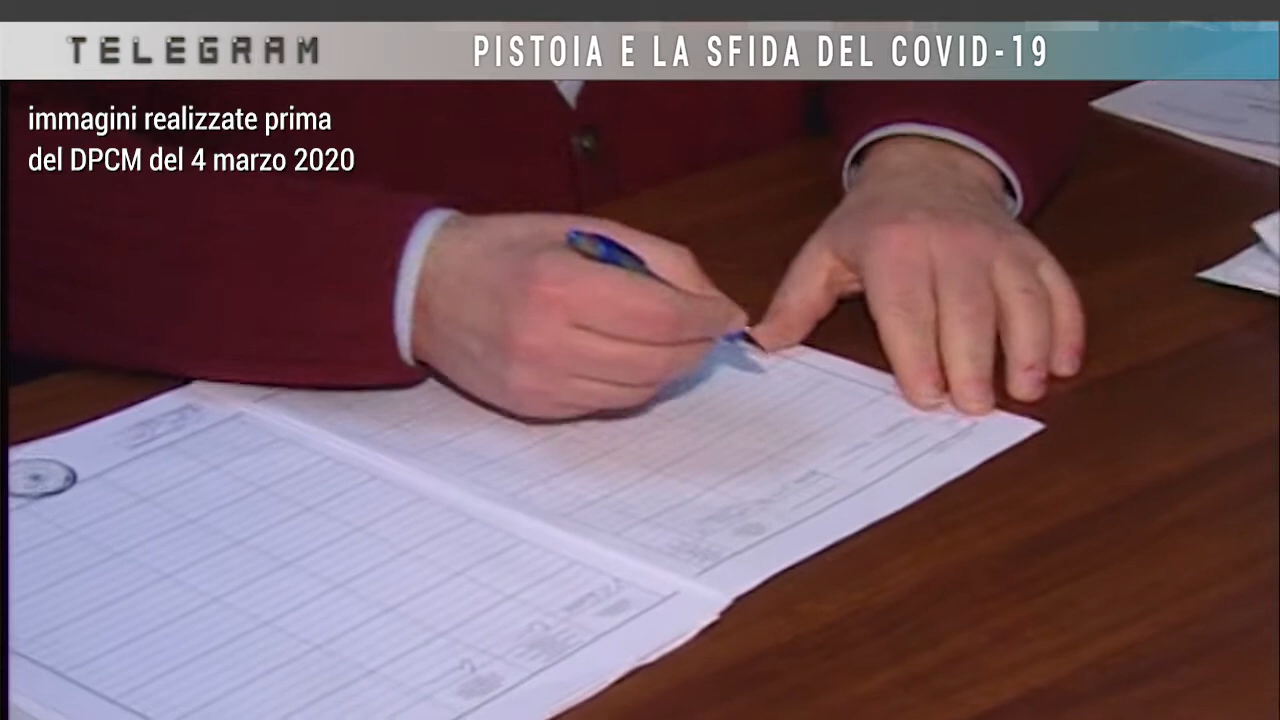 TELEGRAM
PISTOIA E LA SFIDA DEL COVID-19
immagini realizzate prima
del DPCM del 4 marzo 2020